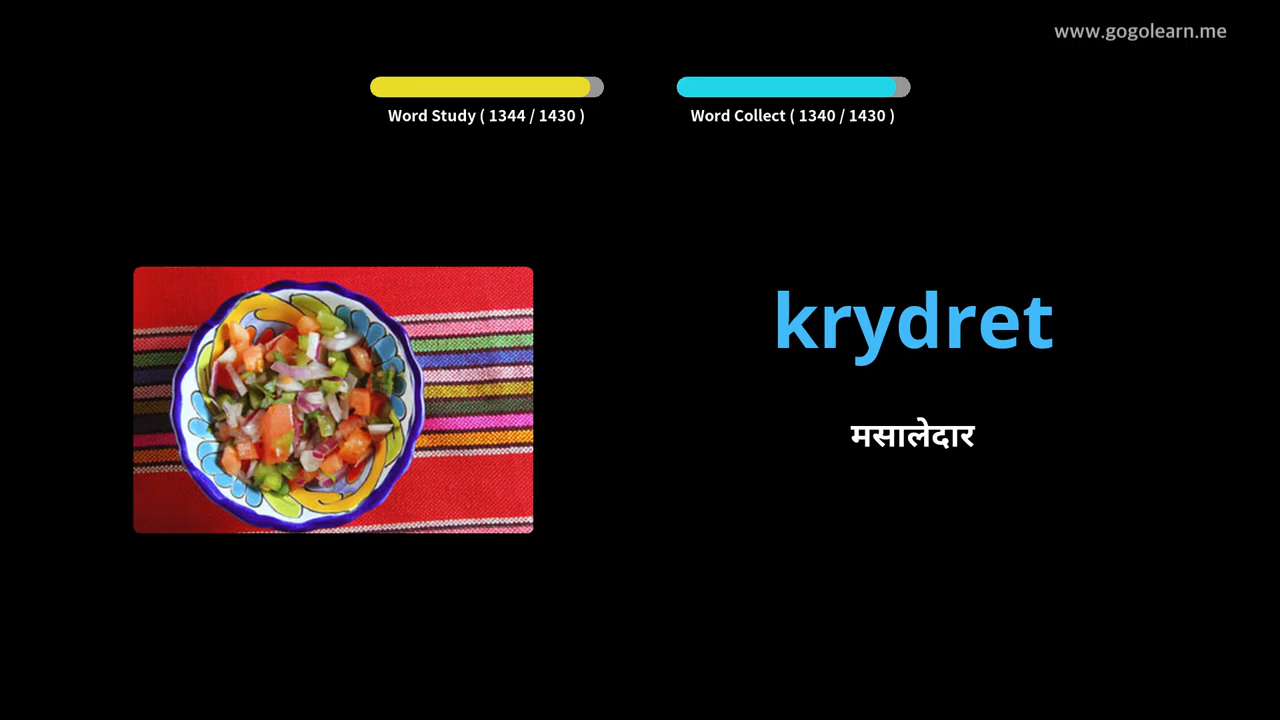 www.gogolearn.me
Word Study ( 1344 / 1430 )
Word Collect ( 1340 / 1430 )
krydret
मसालेदार